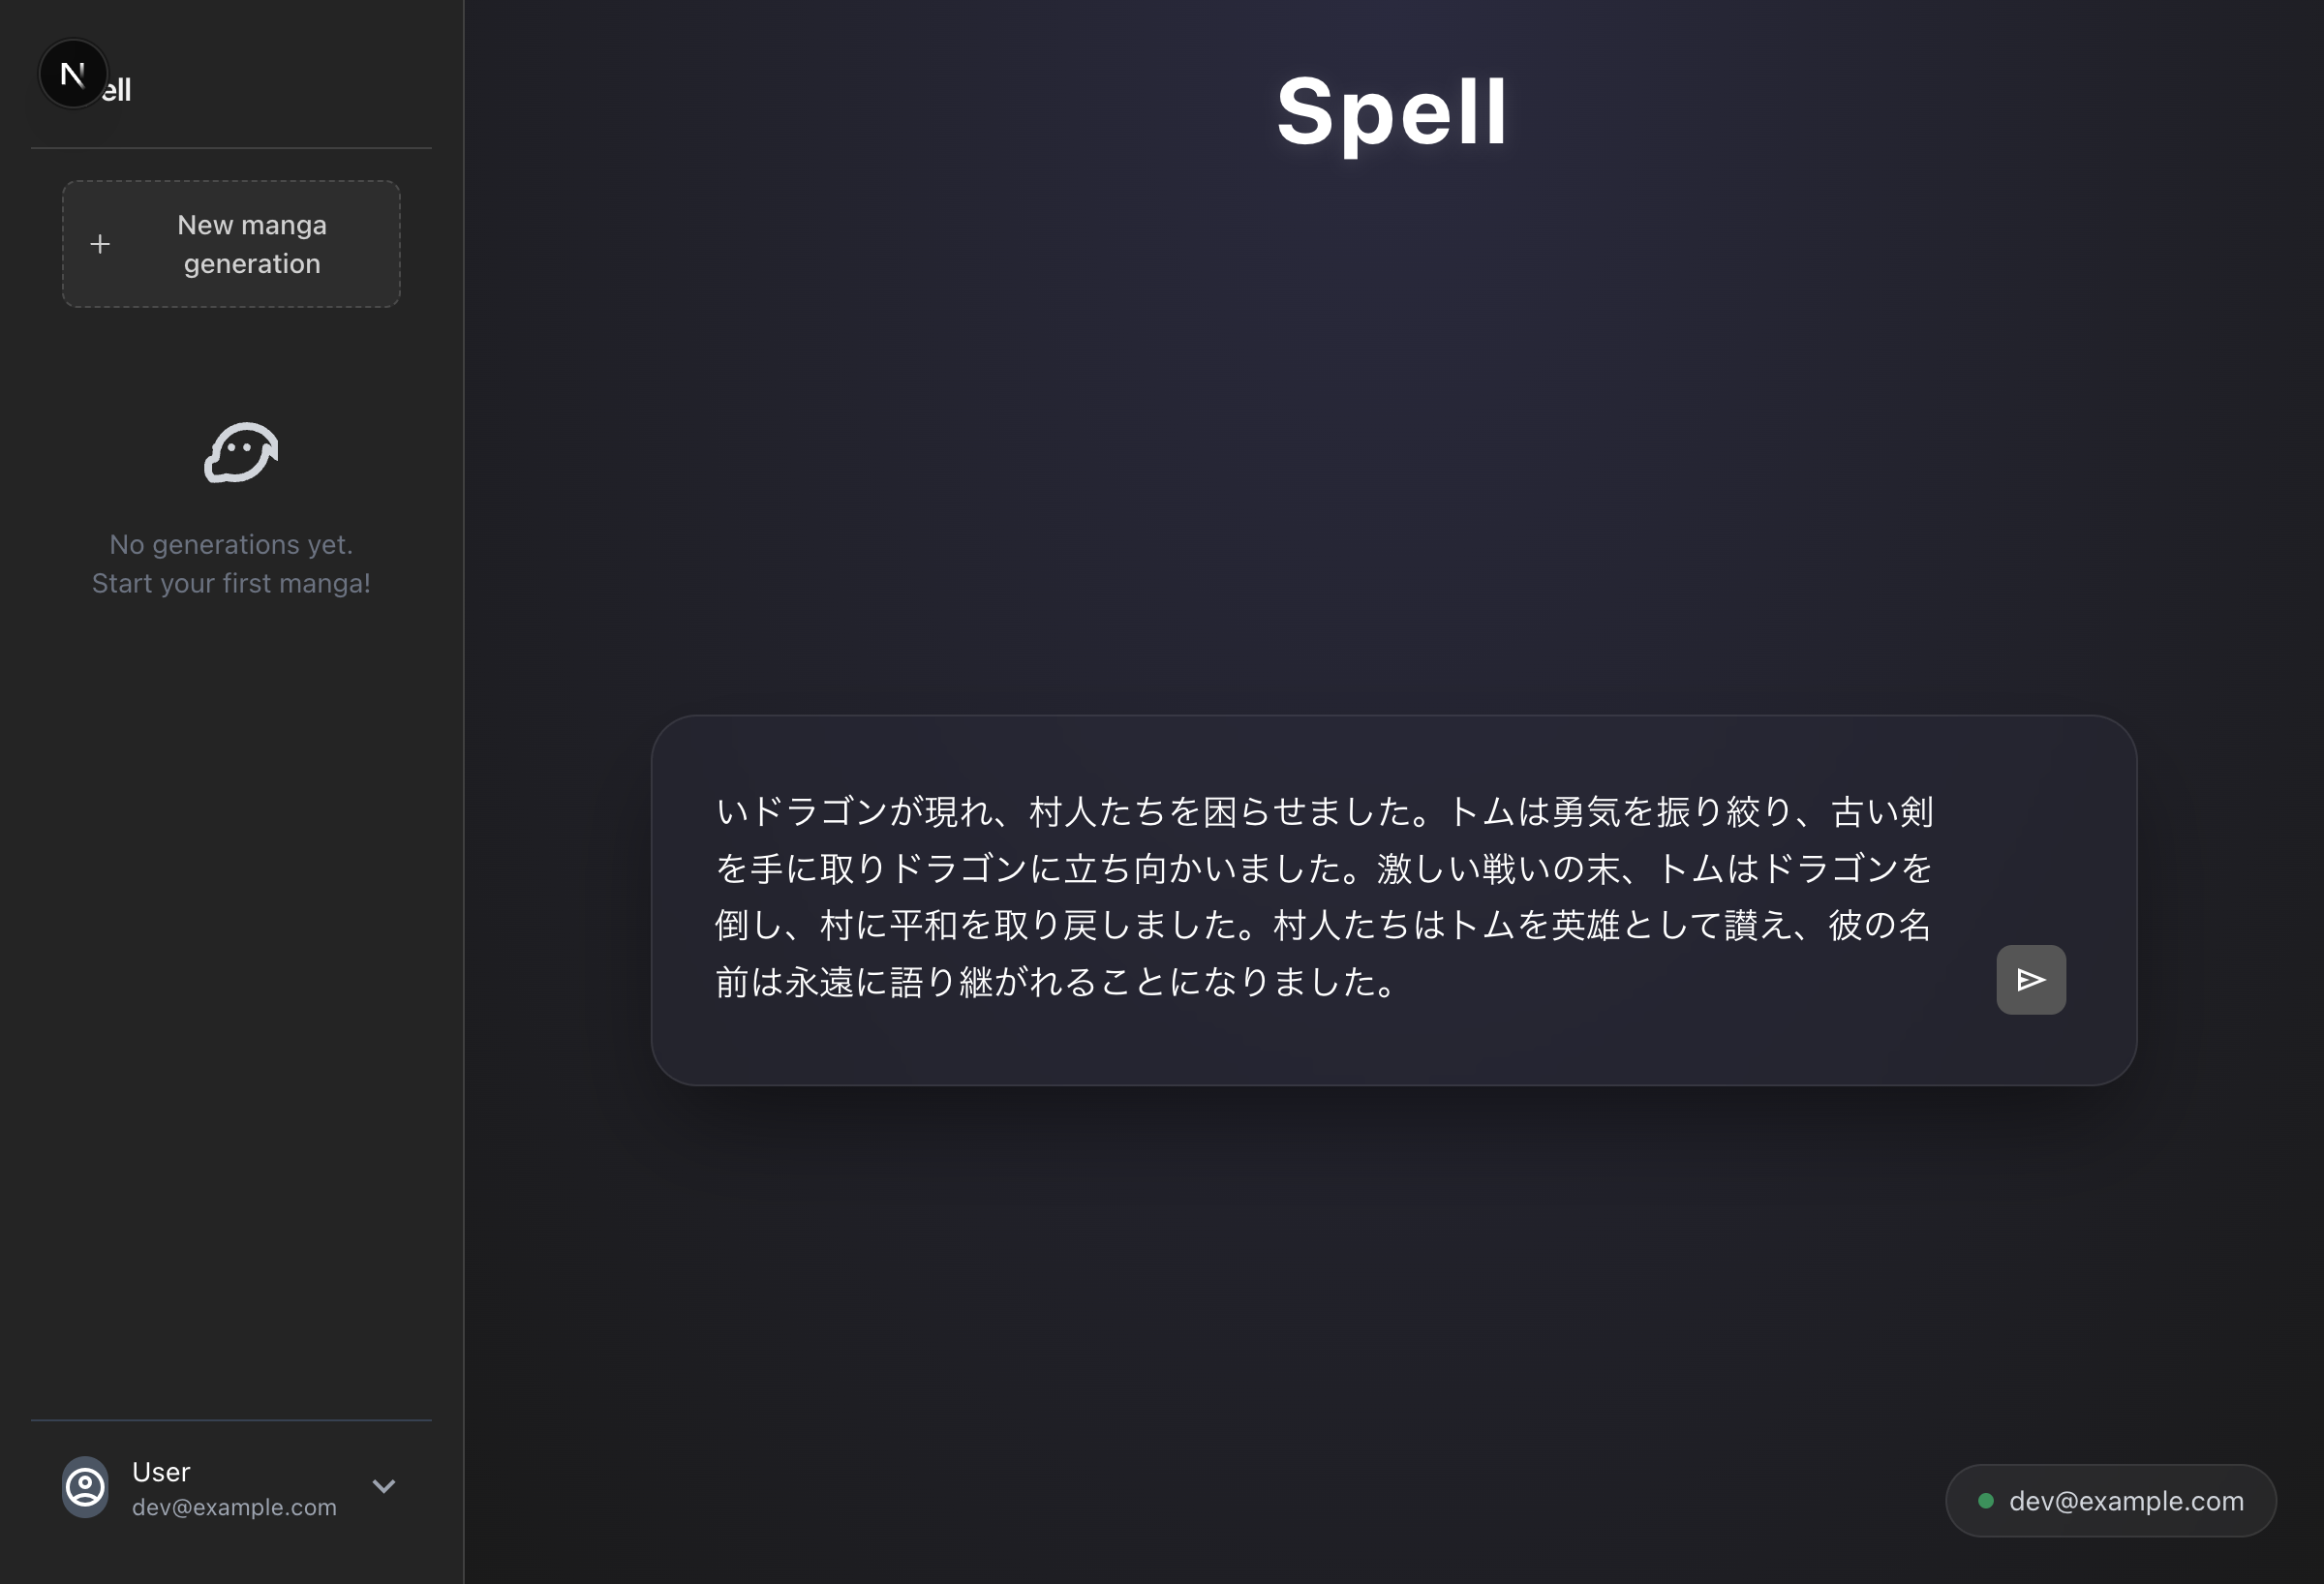 N
ell
+ New manga
generation
No generations yet.
Start your first manga!
User
dev@example.com
Spell
いドラゴンが現れ、村人たちを困らせました。トムは勇気を振り絞り、古い剣
を手に取りドラゴンに立ち向かいました。激しい戦いの末、トムはドラゴンを
倒し、村に平和を取り戻しました。村人たちはトムを英雄として讃え、彼の名
前は永遠に語り継がれることになりました。
dev@example.com